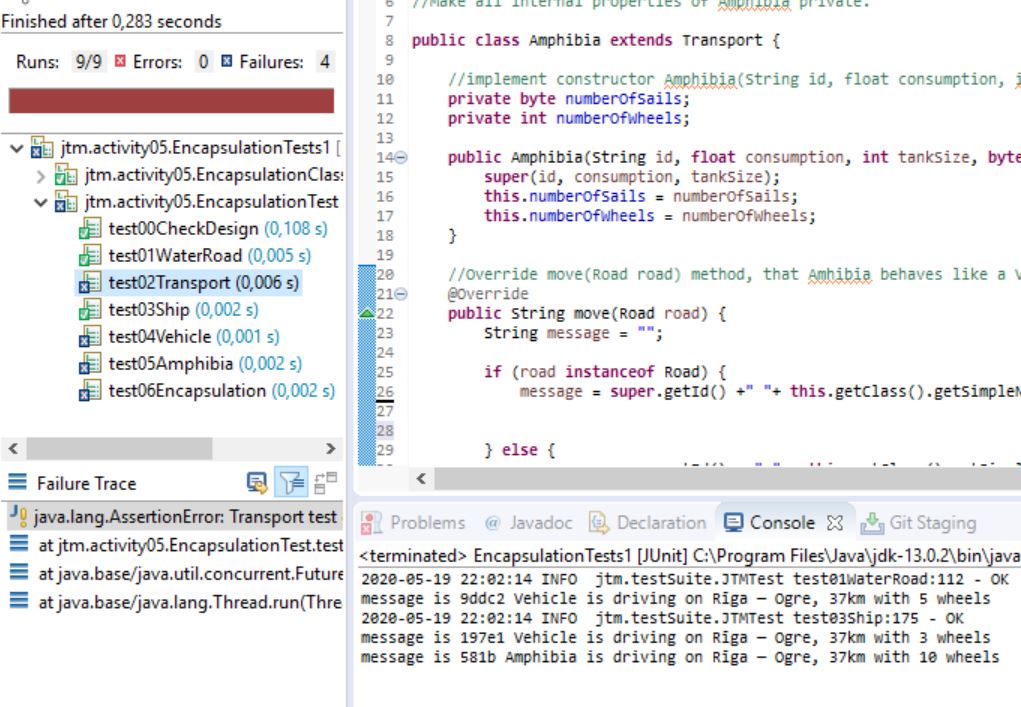 Finished after 0,283 seconds
Runs: 9/9 Errors: 0 Failures: 4
jtm.activity05.EncapsulationTests1 [
jtm.activity05.EncapsulationClass
jtm.activity05.EncapsulationTest
test00CheckDesign (0,108 s)
test01WaterRoad (0,005 s)
test02Transport (0,006 s)
test03Ship (0,002 s)
test04Vehicle (0,001 s)
test05Amphibia (0,002 s)
test06Encapsulation (0,002 s)
Failure Trace
java.lang.AssertionError: Transport test
at jtm.activity05.EncapsulationTest.test
at java.base/java.util.concurrent.Future
at java.base/java.lang.Thread.run(Thre
6 //Make all internal properties of Amphibia private.
7
8 public class Amphibia extends Transport {
9
10 //implement constructor Amphibia(String id, float consumption, i
11 private byte numberOfSails;
12 private int numberOfWheels;
13
14 public Amphibia(String id, float consumption, int tankSize, byte
15 super(id, consumption, tankSize);
16 this.numberOfSails = numberOfSails;
17 this.numberOfWheels = numberOfWheels;
18 }
19
20 //Override move(Road road) method, that Amhibia behaves like a V
21 @Override
22 public String move(Road road) {
23 String message = "";
24
25 if (road instanceof Road) {
26 message = super.getId() +" "+ this.getClass().getSimpleN
27
28
29 } else {
Problems @ Javadoc Declaration Console Git Staging
<terminated> EncapsulationTests1 [JUnit] C:\Program Files\Java\jdk-13.0.2\bin\java
2020-05-19 22:02:14 INFO jtm.testSuite.JTMTest test01WaterRoad:112 - OK
message is 9ddc2 Vehicle is driving on Rīga – Ogre, 37km with 5 wheels
2020-05-19 22:02:14 INFO jtm.testSuite.JTMTest test03Ship:175 - OK
message is 197e1 Vehicle is driving on Rīga – Ogre, 37km with 3 wheels
message is 581b Amphibia is driving on Rīga – Ogre, 37km with 10 wheels